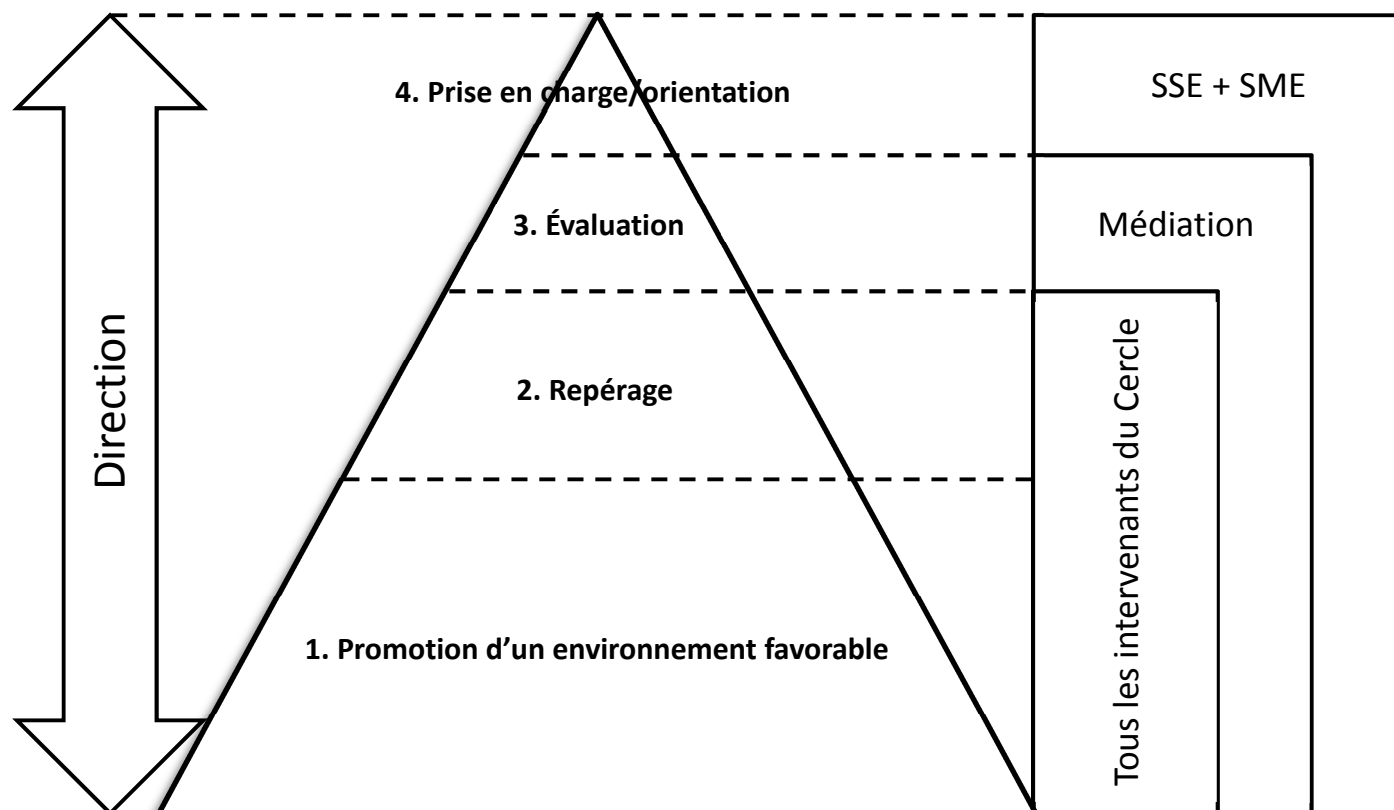 4. Prise en charge/orientation
SSE + SME
3. Évaluation
Médiation
Direction
2. Repérage
Tous les intervenants du Cercle
1. Promotion d’un environnement favorable